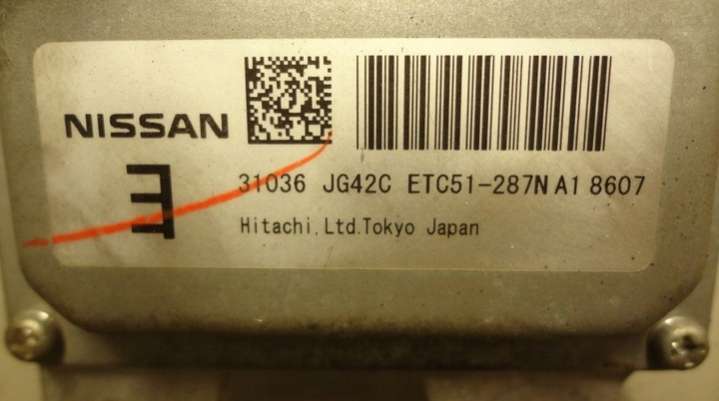 NISSAN
31036 JG42C ETC51-287N A1 8607
Hitachi.Ltd.Tokyo Japan